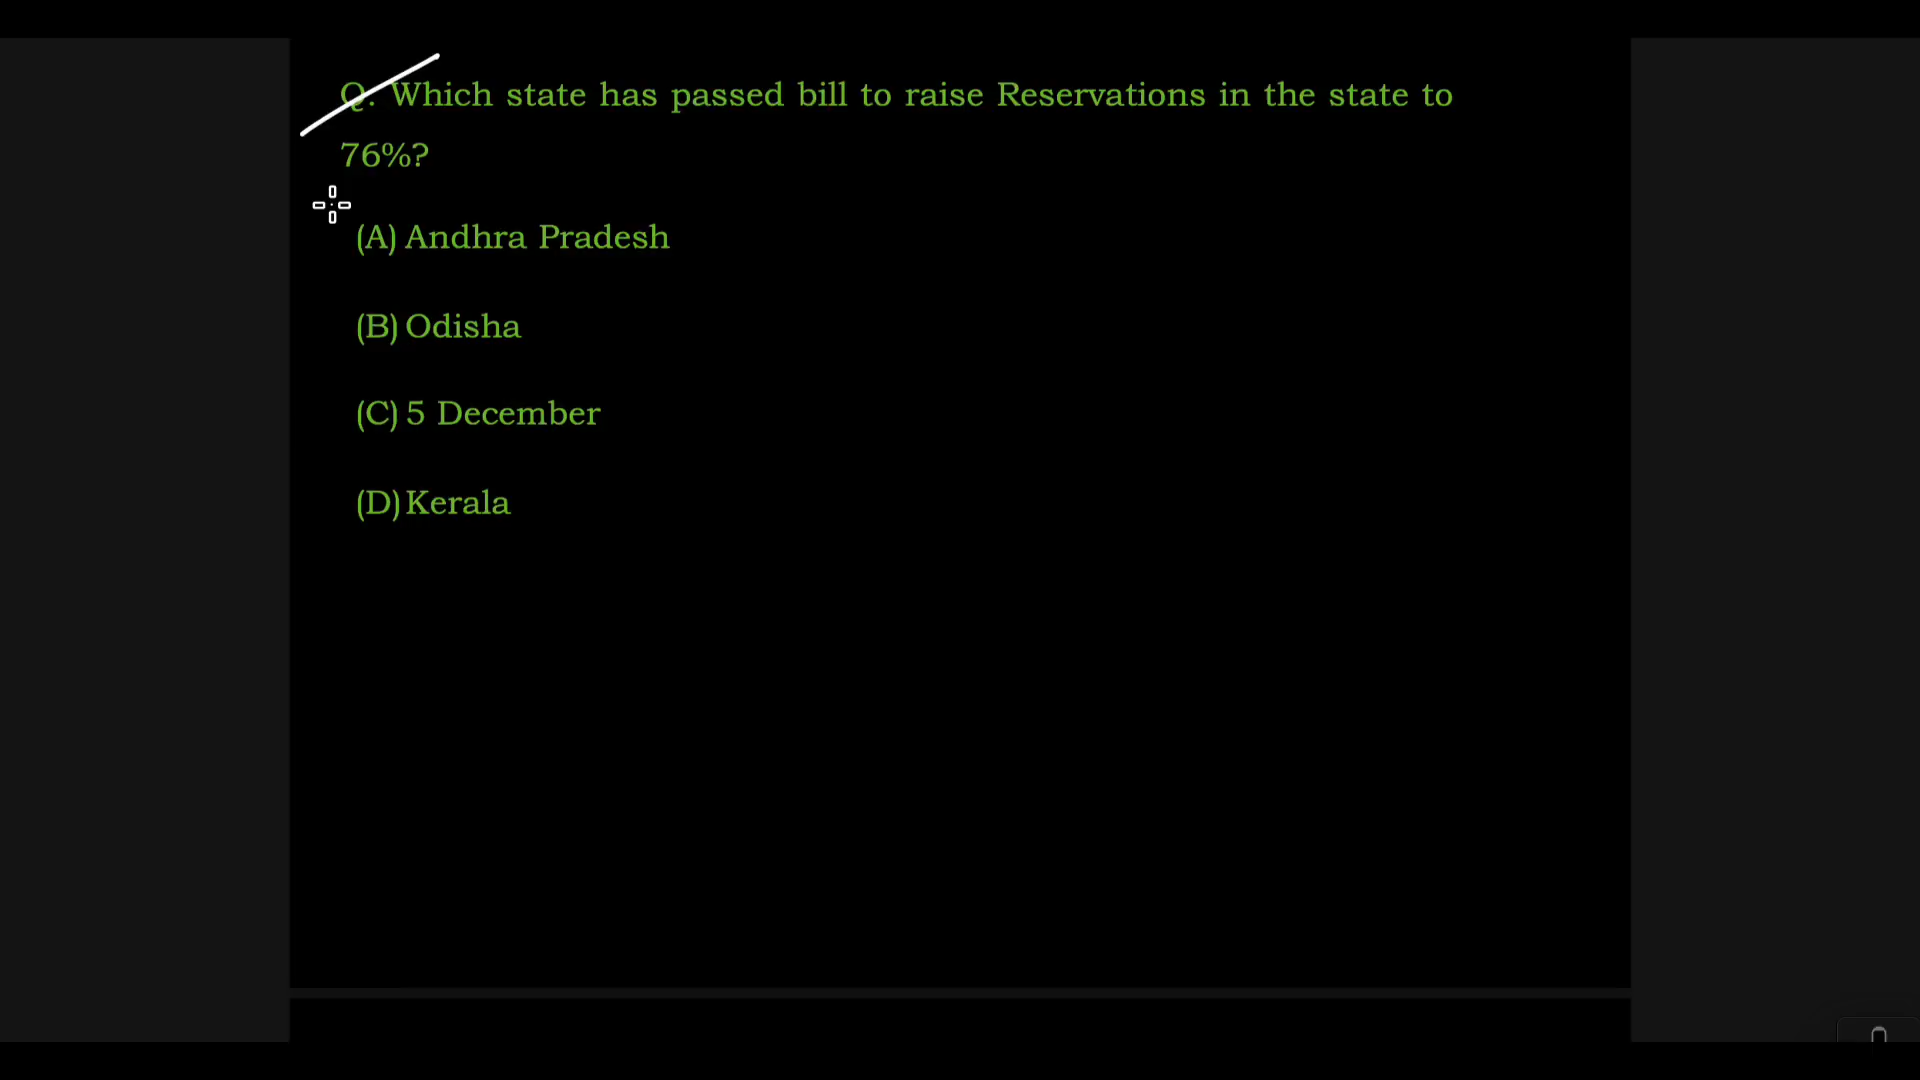 Q. Which state has passed bill to raise Reservations in the state to
76%?
(A) Andhra Pradesh
(B) Odisha
(C) 5 December
(D) Kerala